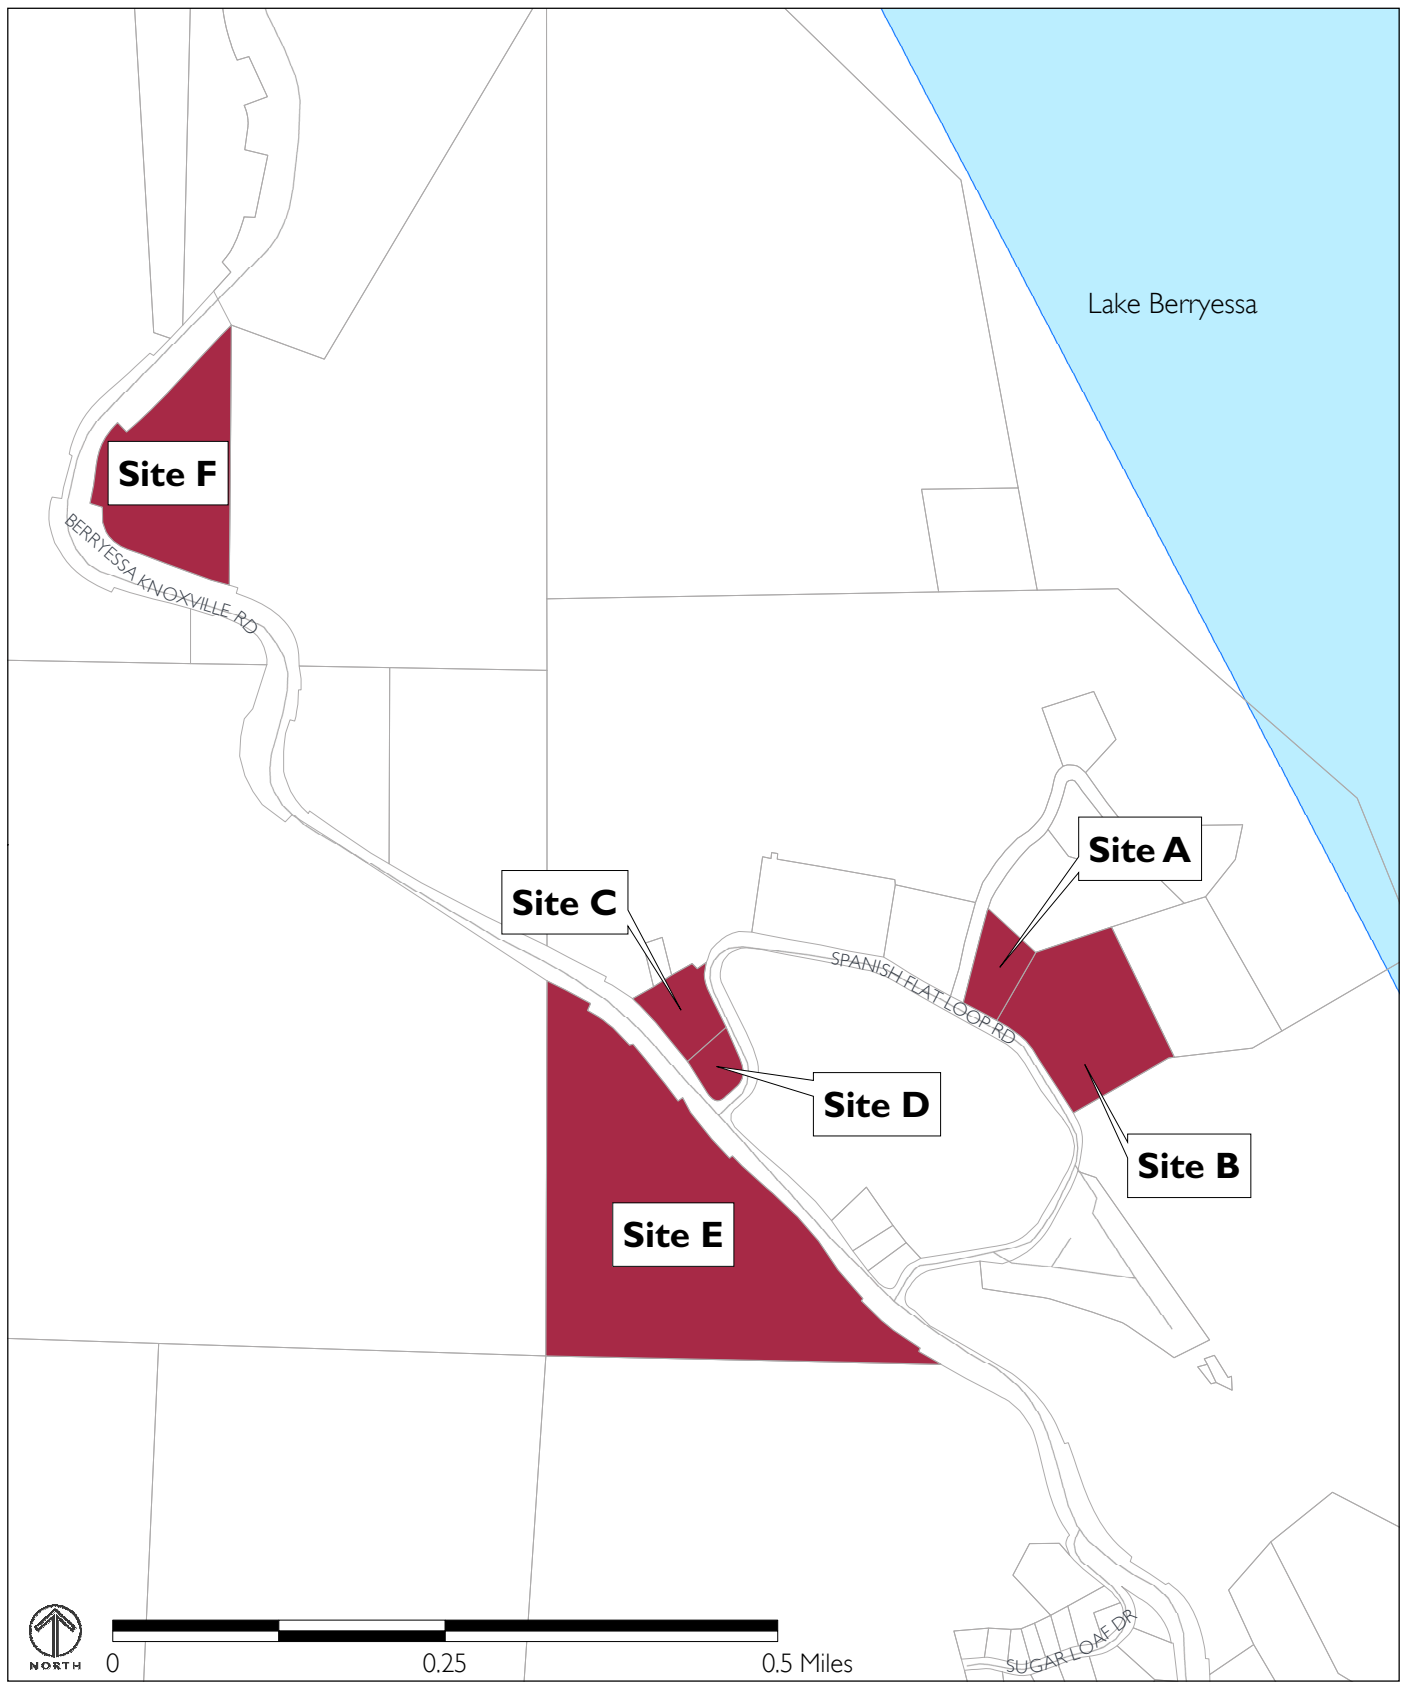 Lake Berryessa
Site F
BERRYESSA KNOXVILLE RD
Site A
Site C
SPANISH FLAT LOOP RD
Site D
Site B
Site E
SUGAR LOAF DR
NORTH
0 0.25 0.5 Miles